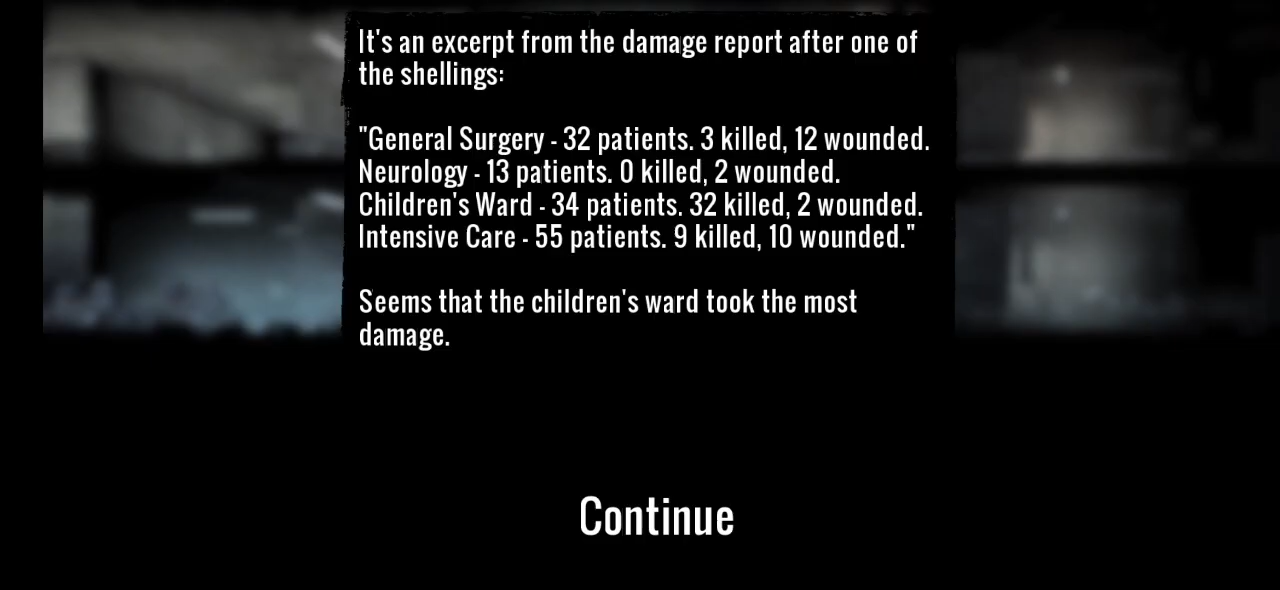 It's an excerpt from the damage report after one of
the shellings:
"General Surgery - 32 patients. 3 killed, 12 wounded.
Neurology - 13 patients. 0 killed, 2 wounded.
Children's Ward - 34 patients. 32 killed, 2 wounded.
Intensive Care - 55 patients. 9 killed, 10 wounded."
Seems that the children's ward took the most
damage.
Continue